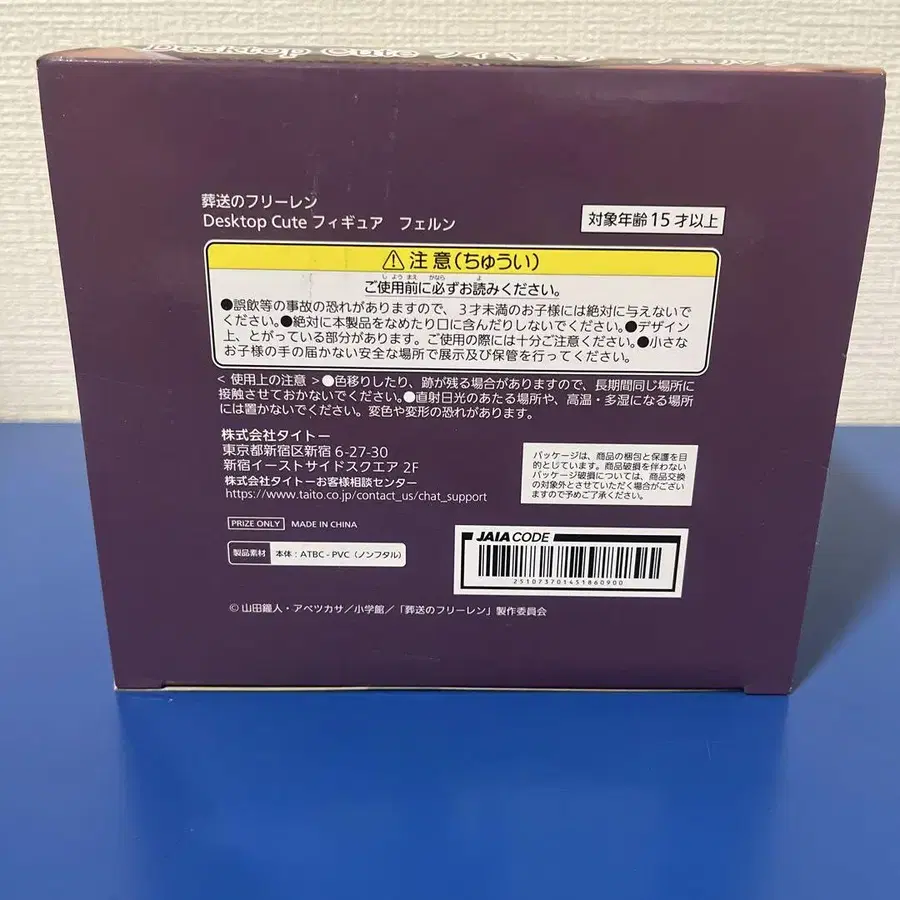 Desktop Cute フィギュア
葬送のフリーレン
Desktop Cute フィギュア フェルン
対象年齢15才以上
⚠注意(ちゅうい)
しようまえ かなら よ
ご使用前に必ずお読みください。
●誤飲等の事故の恐れがありますので、3才未満のお子様には絶対に与えないで
ください。●絶対に本製品をなめたり口に含んだりしないでください。●デザイン
上、とがっている部分があります。ご使用の際には十分ご注意ください。●小さな
お子様の手の届かない安全な場所で展示及び保管を行ってください。
< 使用上の注意 >●色移りしたり、跡が残る場合がありますので、長期間同じ場所に
接触させておかないでください。●直射日光のあたる場所や、高温・多湿になる場所
には置かないでください。変色や変形の恐れがあります。
株式会社タイトー
東京都新宿区新宿 6-27-30
新宿イーストサイドスクエア 2F
株式会社タイトーお客様相談センター
https://www.taito.co.jp/contact_us/chat_support
パッケージは、商品の梱包と保護を目
的としています。商品破損を伴わない
パッケージ破損については、商品交換
の対象外とさせていただく場合がござい
ますので予めご了承ください。
PRIZE ONLY MADE IN CHINA
製品素材 本体:ATBC-PVC(ノンフタル)
JAIA CODE
251073701451860900
©山田鐘人・アベツカサ/小学館/「葬送のフリーレン」製作委員会